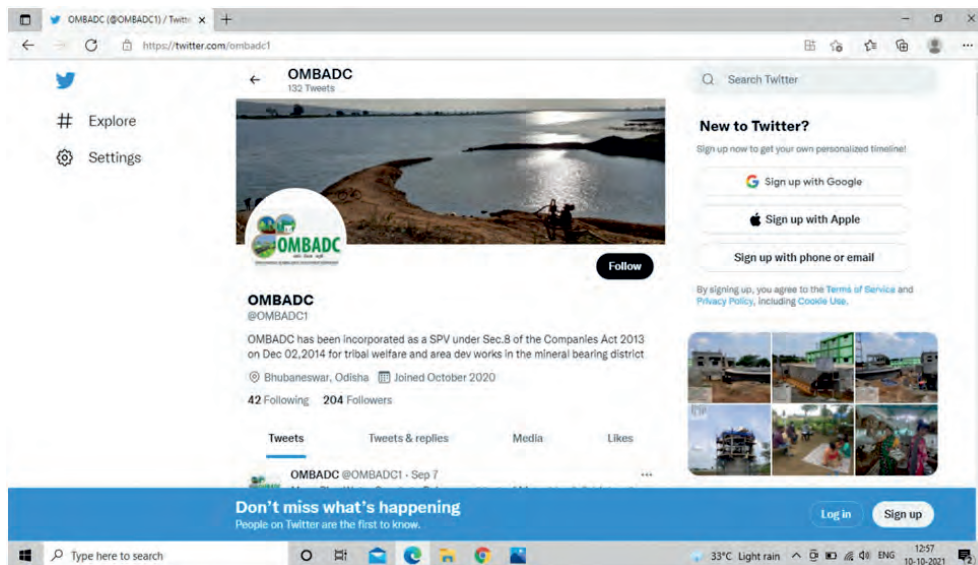 OMBADC (@OMBADC1) / Twitte
https://twitter.com/ombadc1
Explore
Settings
OMBADC
132 Tweets
OMBADC
Follow
OMBADC
@OMBADC1
OMBADC has been incorporated as a SPV under Sec.8 of the Companies Act 2013
on Dec 02,2014 for tribal welfare and area dev works in the mineral bearing district
Bhubaneswar, Odisha Joined October 2020
42 Following 204 Followers
Tweets Tweets & replies Media Likes
OMBADC @OMBADC1 · Sep 7
Search Twitter
New to Twitter?
Sign up now to get your own personalized timeline!
Sign up with Google
Sign up with Apple
Sign up with phone or email
By signing up, you agree to the Terms of Service and
Privacy Policy, including Cookie Use.
Don't miss what's happening
People on Twitter are the first to know.
Log in Sign up
Type here to search
33°C Light rain ENG
12:57
10-10-2021